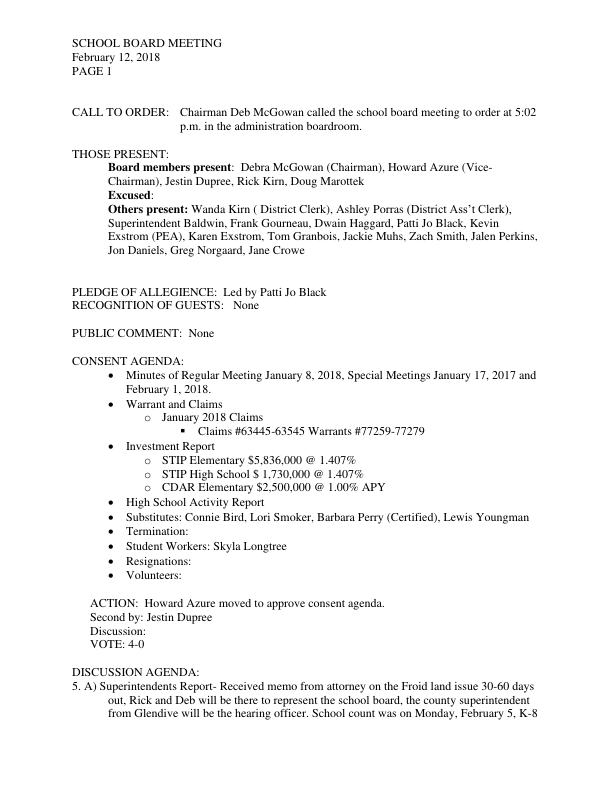 SCHOOL BOARD MEETING
February 12, 2018
PAGE 1
CALL TO ORDER: Chairman Deb McGowan called the school board meeting to order at 5:02
p.m. in the administration boardroom.
THOSE PRESENT:
Board members present: Debra McGowan (Chairman), Howard Azure (Vice-
Chairman), Jestin Dupree, Rick Kirn, Doug Marottek
Excused:
Others present: Wanda Kirn ( District Clerk), Ashley Porras (District Ass’t Clerk),
Superintendent Baldwin, Frank Gourneau, Dwain Haggard, Patti Jo Black, Kevin
Exstrom (PEA), Karen Exstrom, Tom Granbois, Jackie Muhs, Zach Smith, Jalen Perkins,
Jon Daniels, Greg Norgaard, Jane Crowe
PLEDGE OF ALLEGIENCE: Led by Patti Jo Black
RECOGNITION OF GUESTS: None
PUBLIC COMMENT: None
CONSENT AGENDA:
• Minutes of Regular Meeting January 8, 2018, Special Meetings January 17, 2017 and
February 1, 2018.
• Warrant and Claims
o January 2018 Claims
▪ Claims #63445-63545 Warrants #77259-77279
• Investment Report
o STIP Elementary $5,836,000 @ 1.407%
o STIP High School $ 1,730,000 @ 1.407%
o CDAR Elementary $2,500,000 @ 1.00% APY
• High School Activity Report
• Substitutes: Connie Bird, Lori Smoker, Barbara Perry (Certified), Lewis Youngman
• Termination:
• Student Workers: Skyla Longtree
• Resignations:
• Volunteers:
ACTION: Howard Azure moved to approve consent agenda.
Second by: Jestin Dupree
Discussion:
VOTE: 4-0
DISCUSSION AGENDA:
5. A) Superintendents Report- Received memo from attorney on the Froid land issue 30-60 days
out, Rick and Deb will be there to represent the school board, the county superintendent
from Glendive will be the hearing officer. School count was on Monday, February 5, K-8